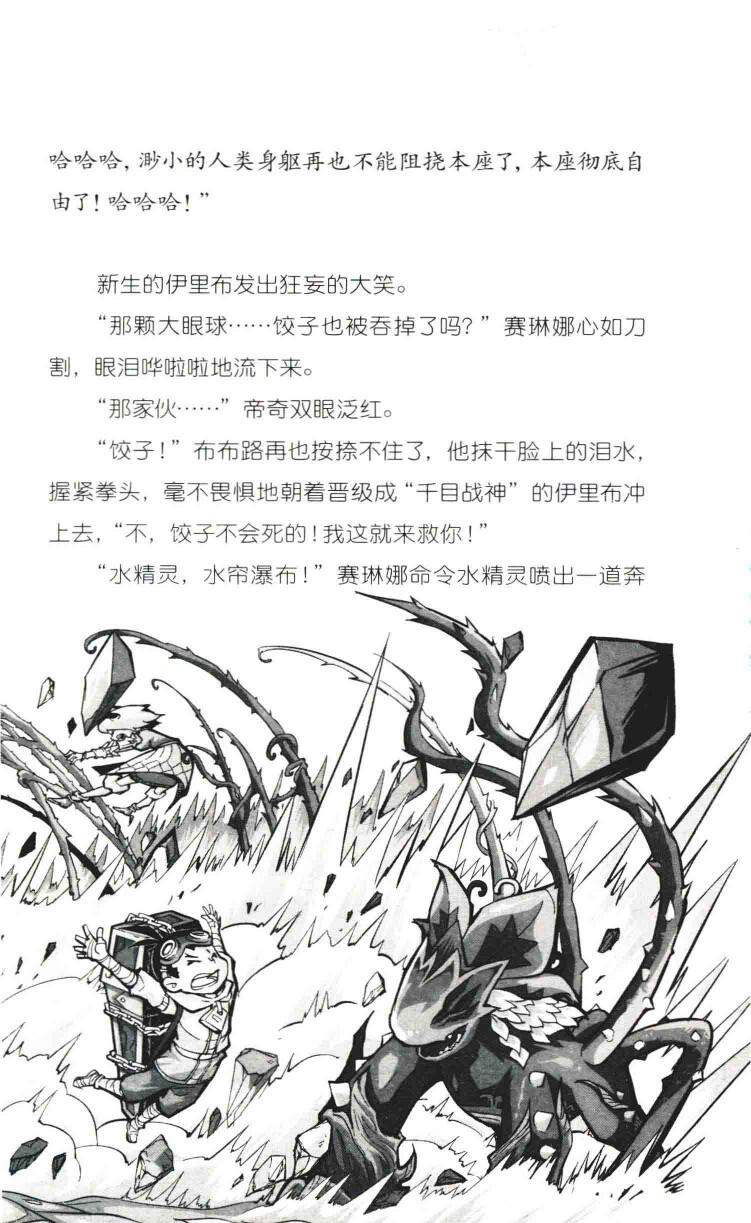 哈哈哈，渺小的人类身躯再也不能阻挠本座了，本座彻底自
由了！哈哈哈！”
新生的伊里布发出狂妄的大笑。
“那颗大眼球……饺子也被吞掉了吗？”赛琳娜心如刀
割，眼泪哗啦啦地流下来。
“那家伙……”帝奇双眼泛红。
“饺子！”布布路再也按捺不住了，他抹干脸上的泪水，
握紧拳头，毫不畏惧地朝着晋级成“千目战神”的伊里布冲
上去，“不，饺子不会死的！我这就来救你！”
“水精灵，水帘瀑布！”赛琳娜命令水精灵喷出一道奔